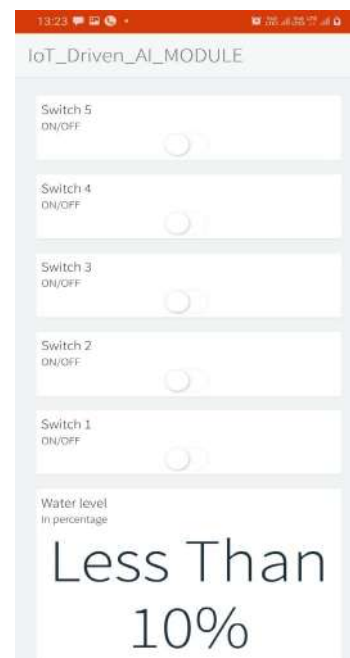 13:23
IoT_Driven_AI_MODULE
Switch 5
ON/OFF
Switch 4
ON/OFF
Switch 3
ON/OFF
Switch 2
ON/OFF
Switch 1
ON/OFF
Water level
In percentage
Less Than
10%